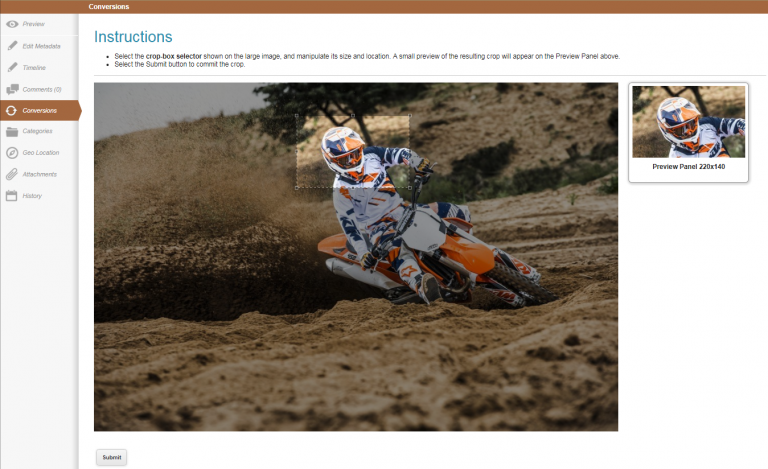 Conversions
Preview
Edit Metadata
Timeline
Comments (0)
Conversions
Categories
Geo Location
Attachments
History
Instructions
Select the crop-box selector shown on the large image, and manipulate its size and location. A small preview of the resulting crop will appear on the Preview Panel above.
Select the Submit button to commit the crop.
Preview Panel 220x140
Submit